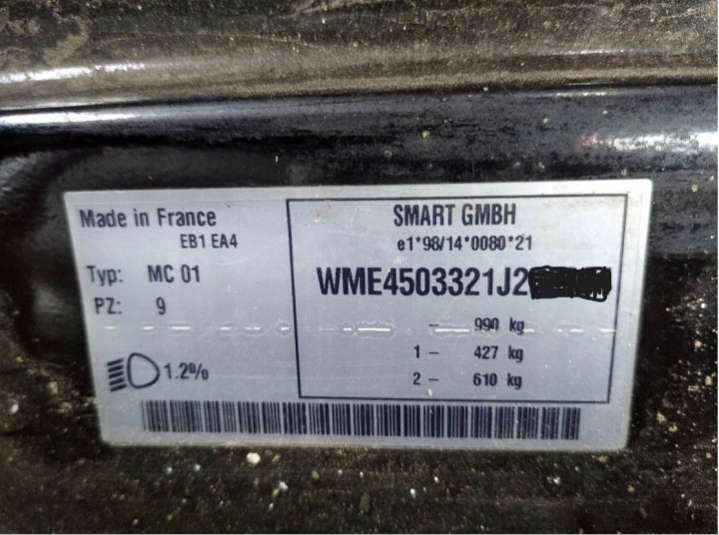 Made in France
EB1 EA4
Typ: MC 01
PZ: 9
1.2%
SMART GMBH
e1*98/14*0080*21
WME4503321J2
- 990 kg
1 - 427 kg
2 - 610 kg